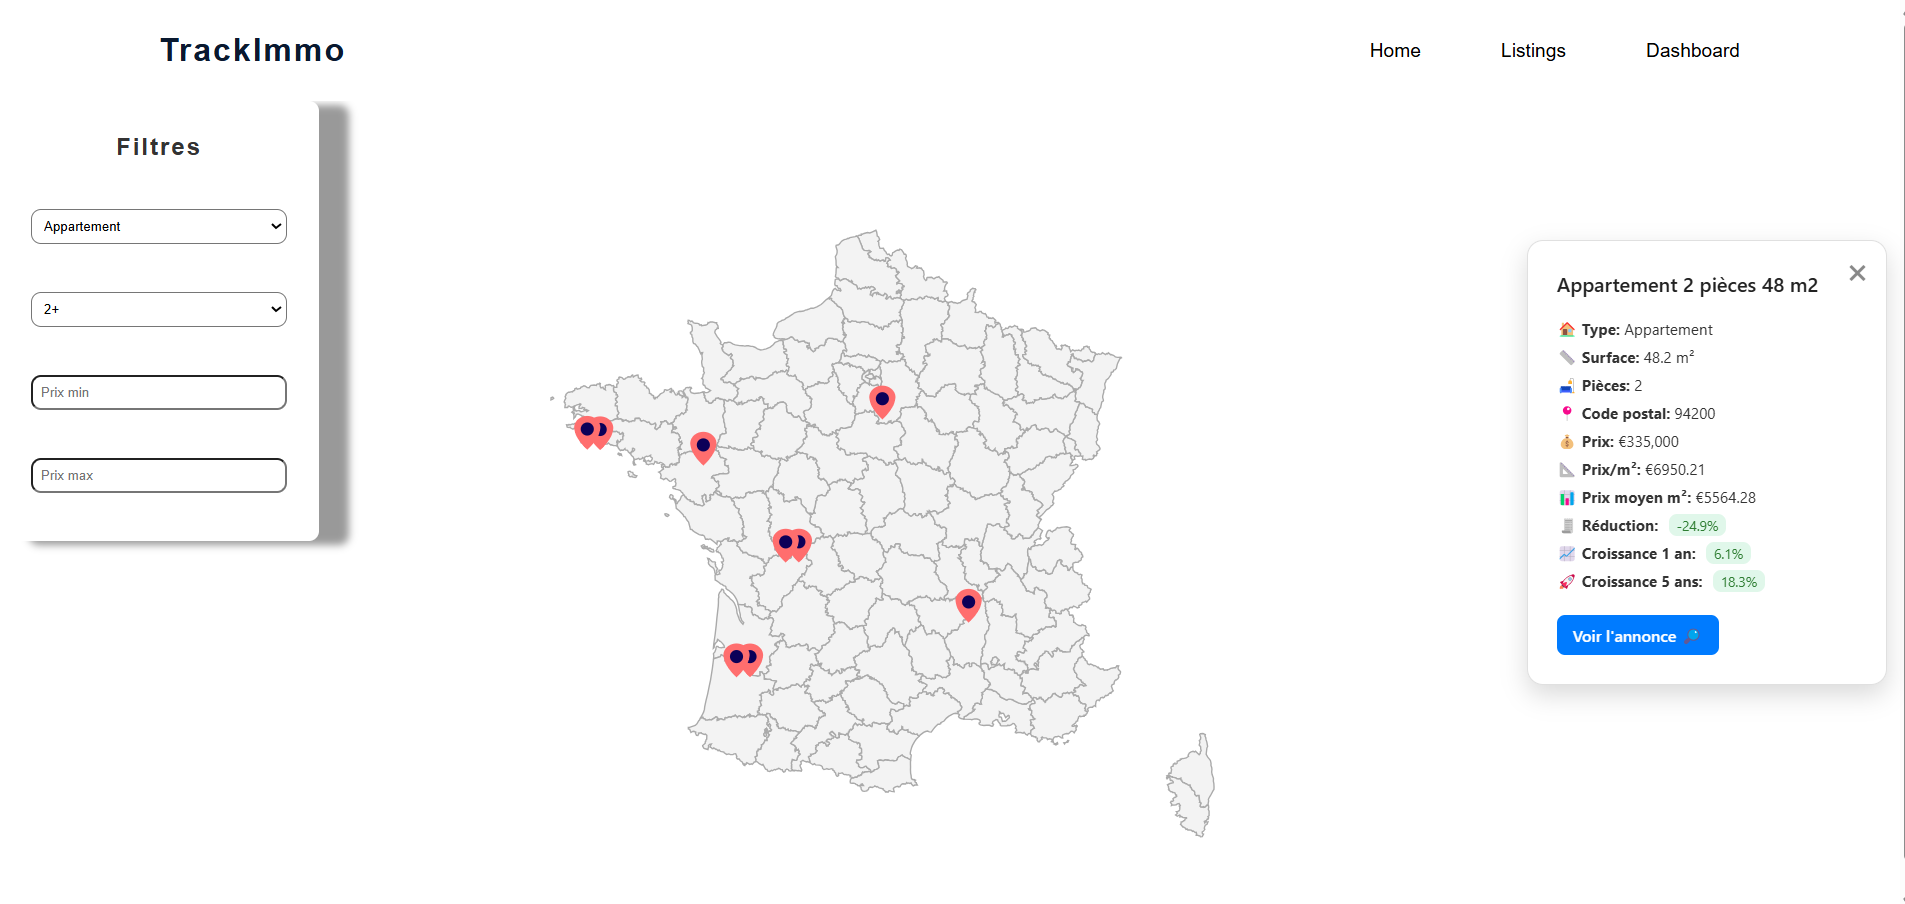 TrackImmo
Home
Listings
Dashboard
Filtres
Appartement
2+
Prix min
Prix max
Appartement 2 pièces 48 m2
Type: Appartement
Surface: 48.2 m²
Pièces: 2
Code postal: 94200
Prix: €335,000
Prix/m²: €6950.21
Prix moyen m²: €5564.28
Réduction: -24.9%
Croissance 1 an: 6.1%
Croissance 5 ans: 18.3%
Voir l'annonce